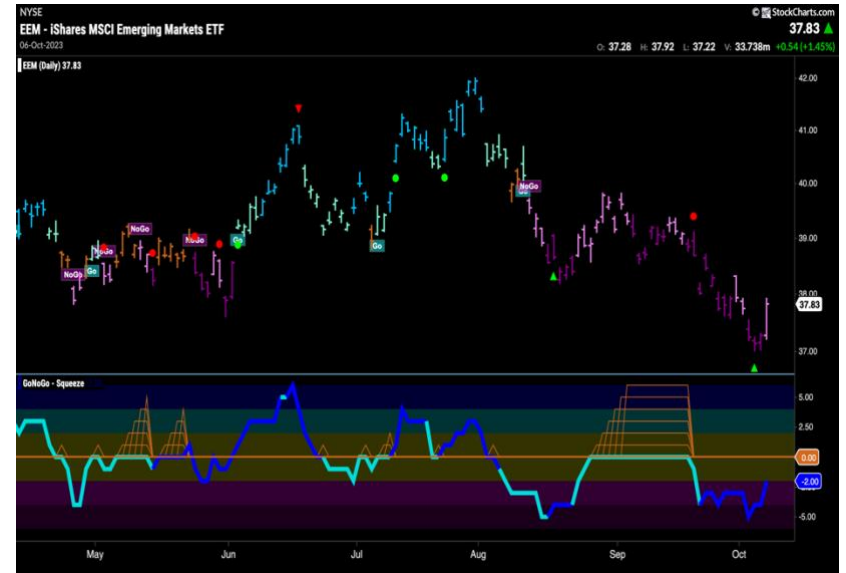 NYSE
© StockCharts.com
EEM - iShares MSCI Emerging Markets ETF
37.83
06-Oct-2023
O: 37.28 H: 37.92 L: 37.22 V: 33.738m +0.54 (+1.45%)
EEM (Daily) 37.83
42.00
41.00
40.00
39.00
38.00
37.83
37.00
NoGo
Go
NoGo
NoGo
NoGo
Go
Go
NoGo
Go
GoNoGo - Squeeze
5.00
2.50
0.00
-2.00
-5.00
May
Jun
Jul
Aug
Sep
Oct